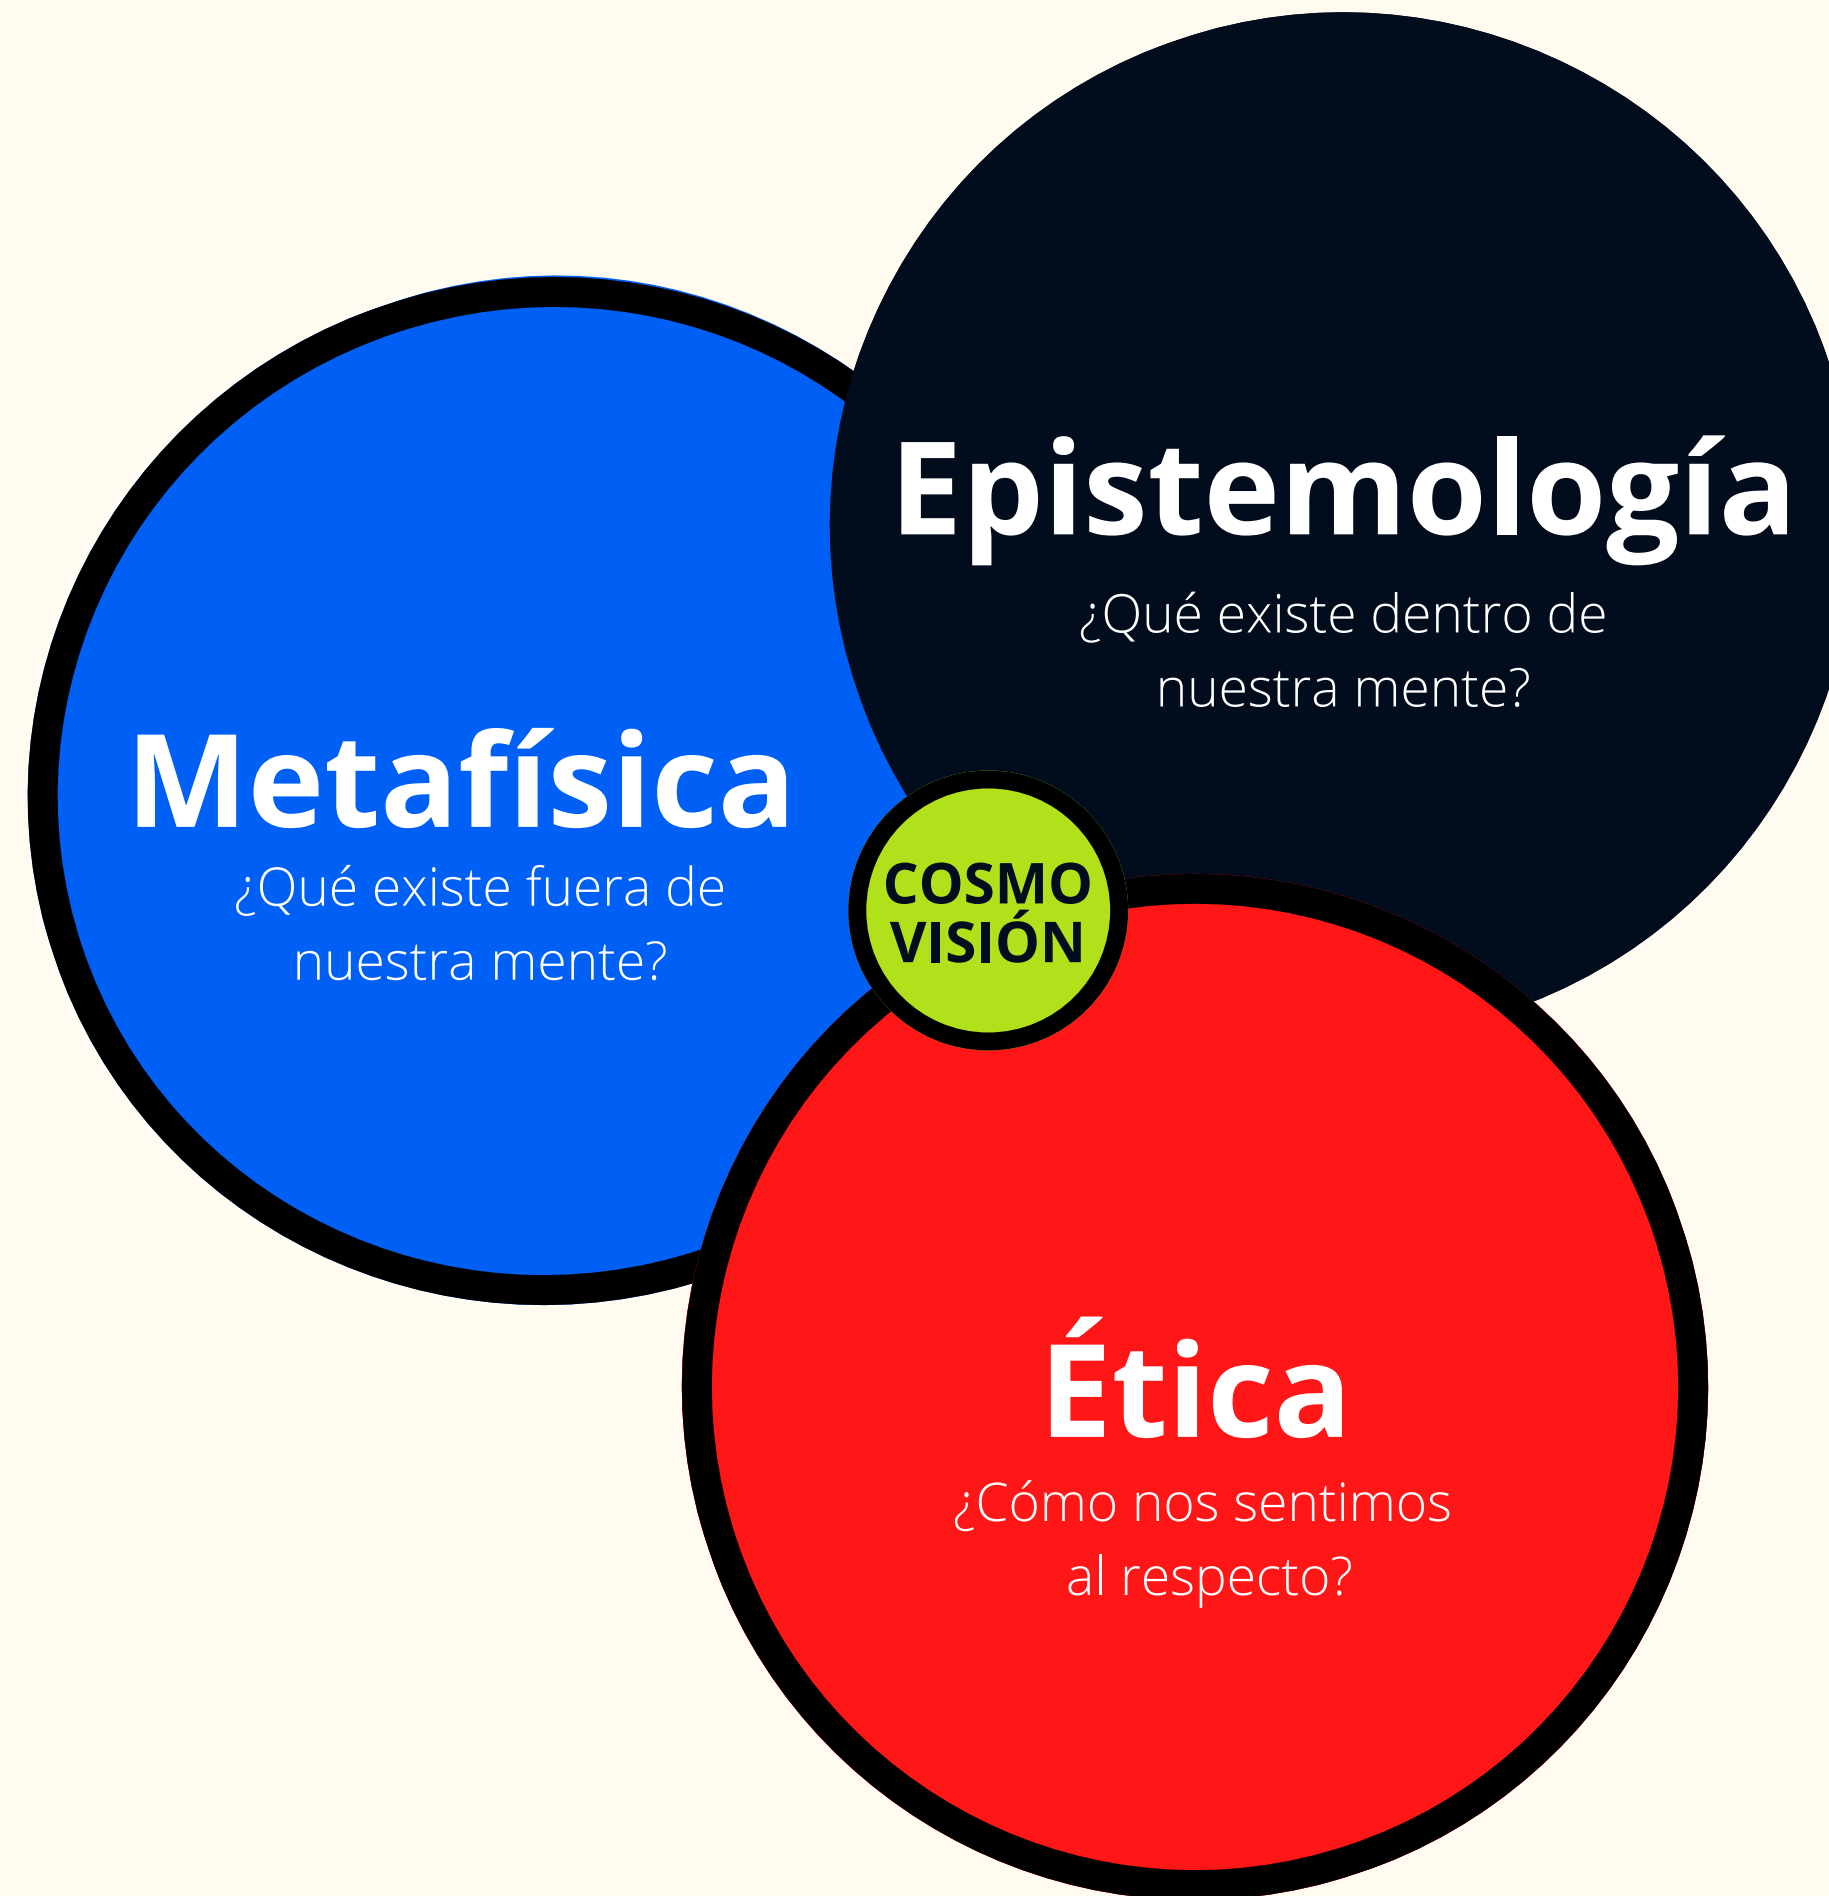 Epistemología
¿Qué existe dentro de
nuestra mente?
Metafísica
¿Qué existe fuera de
nuestra mente?
COSMO
VISIÓN
Ética
¿Cómo nos sentimos
al respecto?